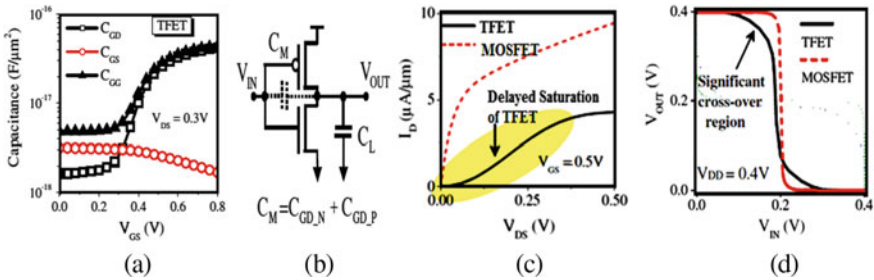 10⁻¹⁶
C_GD
TFET
C_GS
C_GG
Capacitance (F/μm²)
10⁻¹⁷
V_DS = 0.3V
10⁻¹⁸
0.0 0.2 0.4 0.6 0.8
V_GS (V)
(a)
C_M
V_IN
V_OUT
C_L
C_M=C_GD_N + C_GD_P
(b)
10
TFET
MOSFET
I_D (μA/μm)
5
Delayed Saturation
of TFET
V_GS = 0.5V
0
0.00 0.25 0.50
V_DS (V)
(c)
0.4
TFET
MOSFET
Significant
cross-over
region
V_OUT (V)
0.2
V_DD = 0.4V
0.0
0.0 0.2 0.4
V_IN (V)
(d)